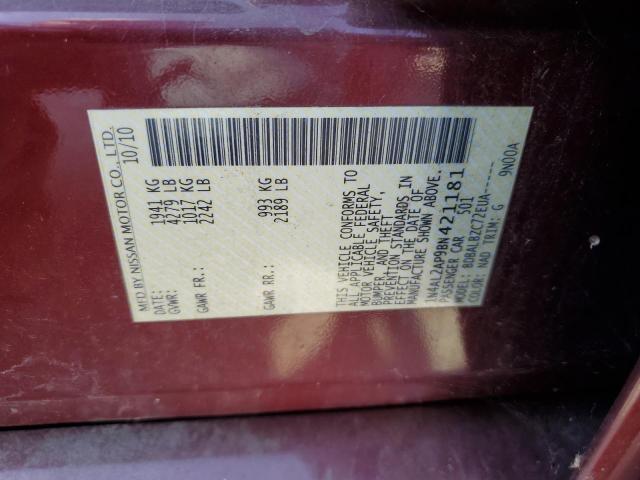 MFD BY NISSAN MOTOR CO., LTD.
DATE: 10/10
GVWR: 1941 KG
4279 LB
GAWR FR.: 1017 KG
2242 LB
GAWR RR.: 993 KG
2189 LB
THIS VEHICLE CONFORMS TO
ALL APPLICABLE FEDERAL
MOTOR VEHICLE SAFETY,
BUMPER, AND THEFT
PREVENTION STANDARDS IN
EFFECT ON THE DATE OF
MANUFACTURE SHOWN ABOVE.
1N4AL2AP9BN421181
PASSENGER CAR S01
MODEL: BDBALBZC72EUA------
COLOR: NAD TRIM: G 9N00A